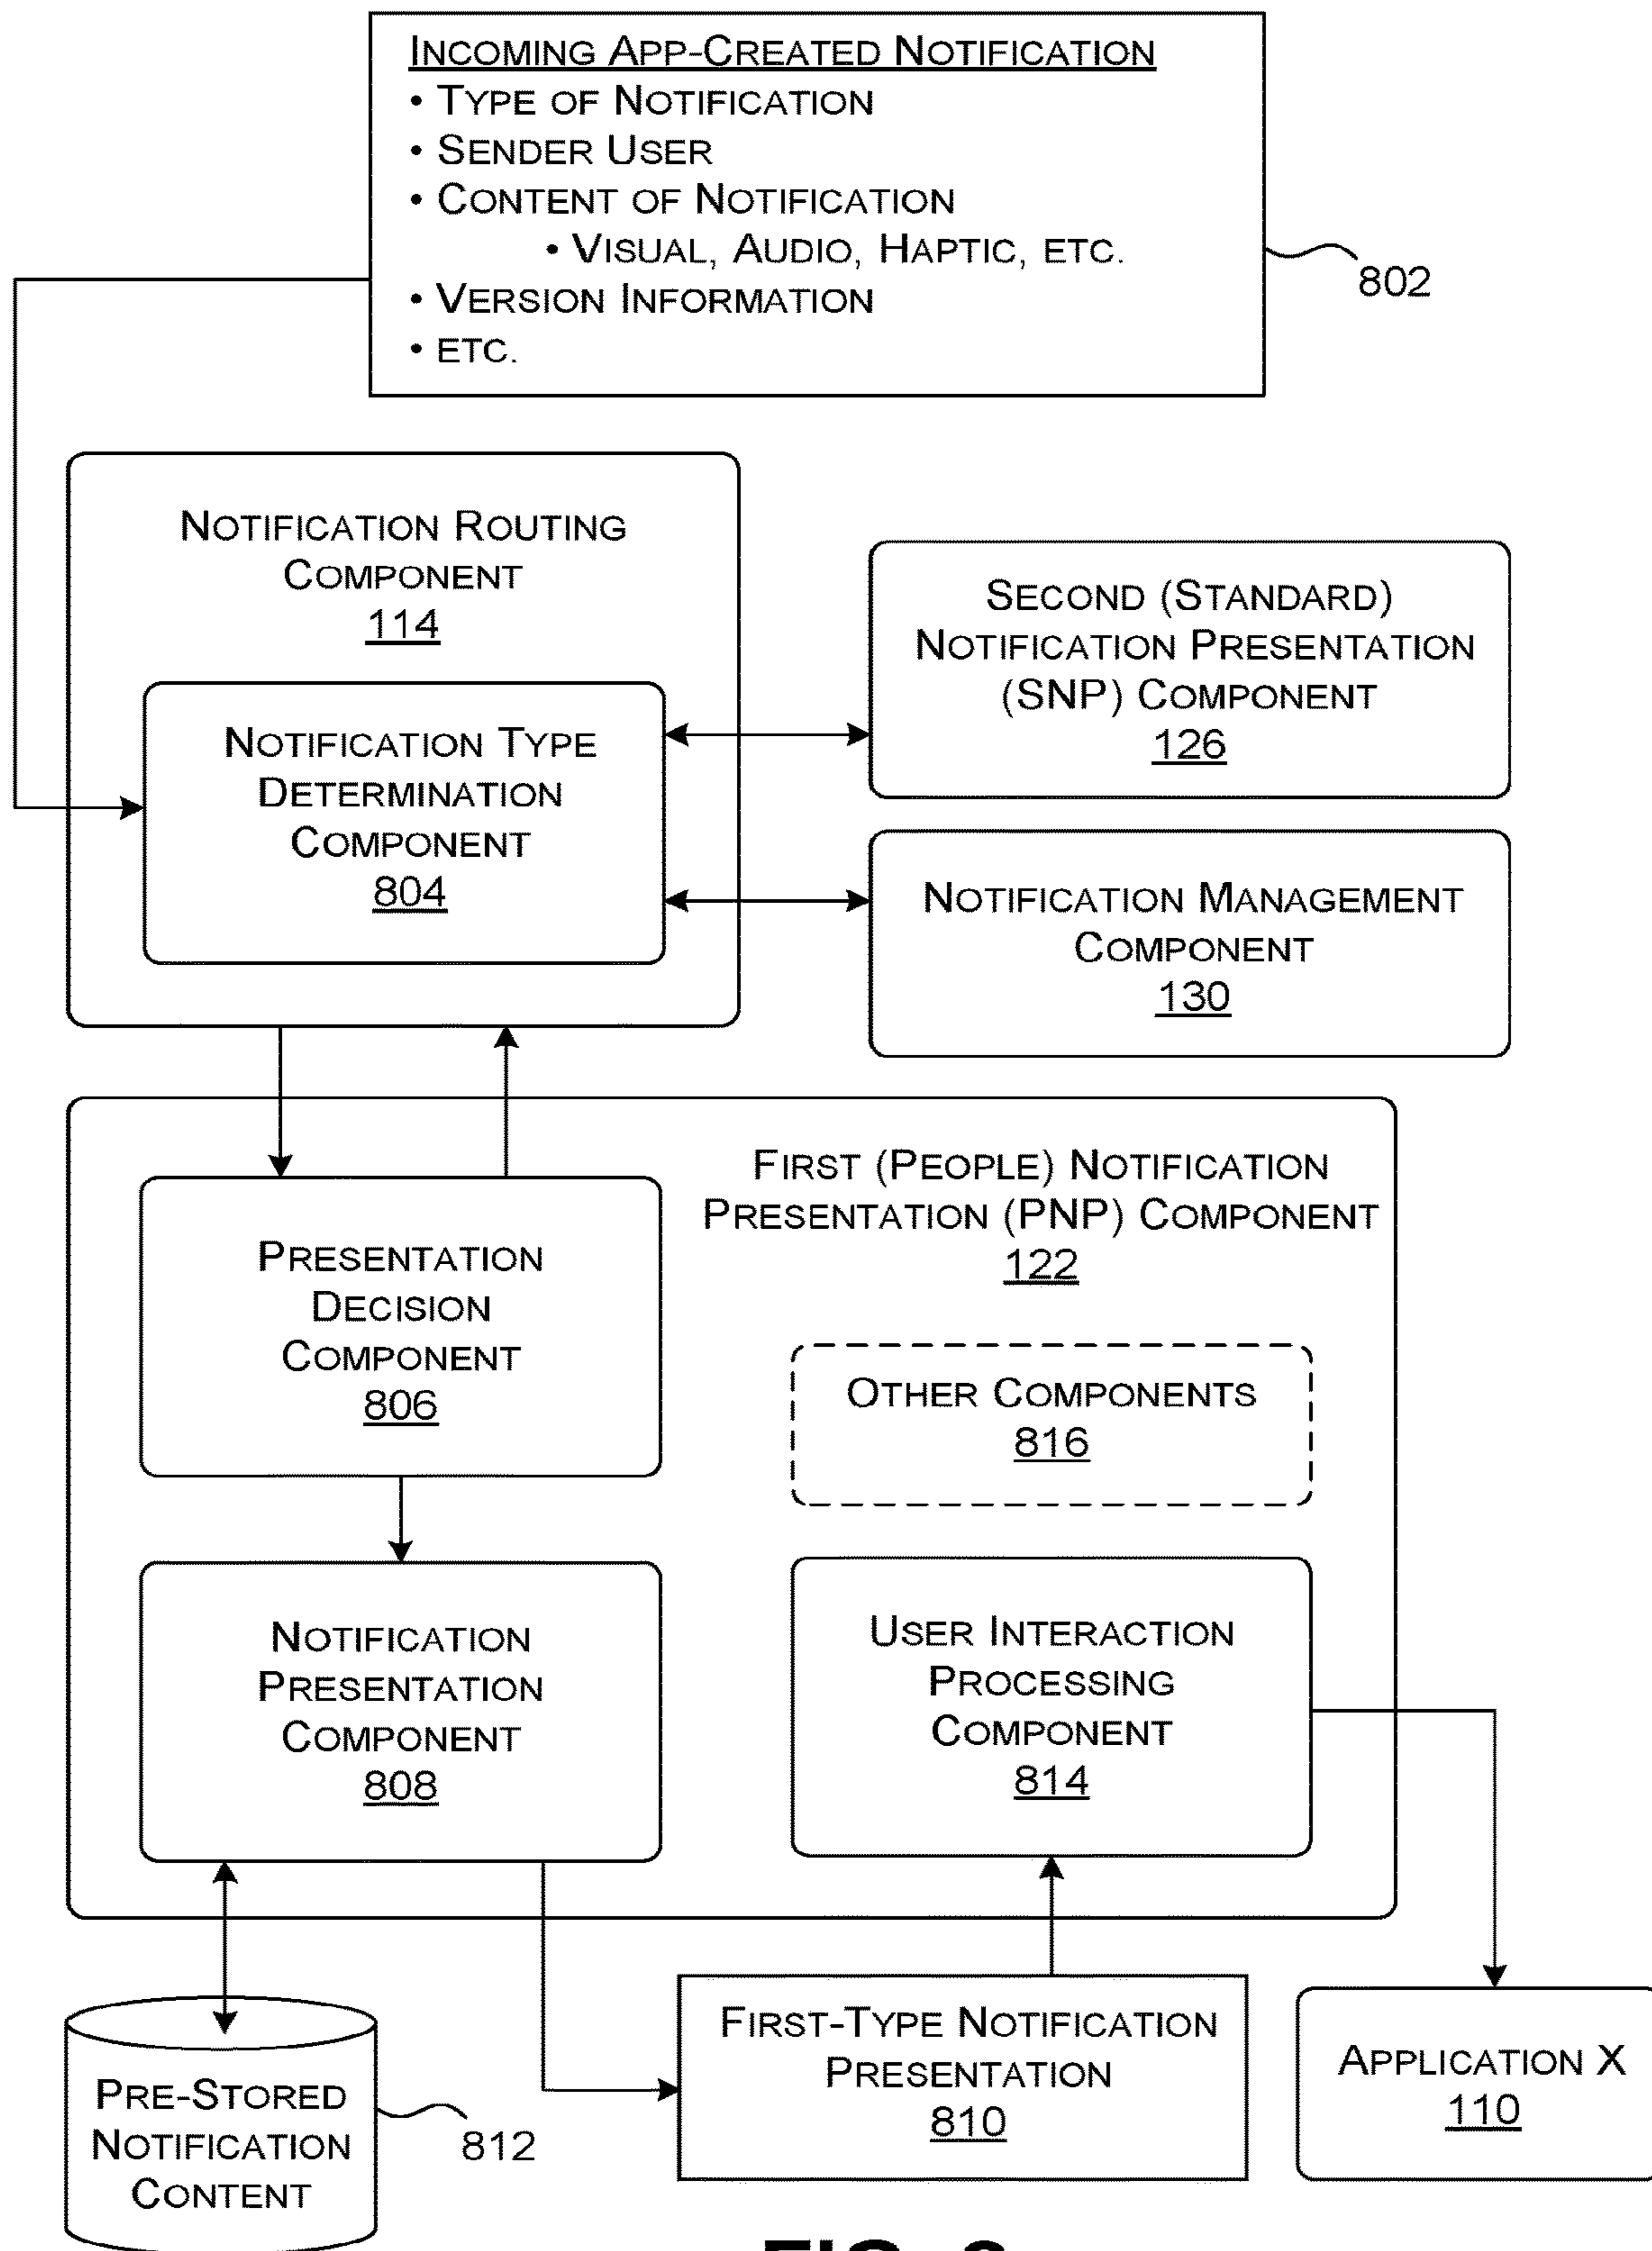 INCOMING APP-CREATED NOTIFICATION
• TYPE OF NOTIFICATION
• SENDER USER
• CONTENT OF NOTIFICATION
• VISUAL, AUDIO, HAPTIC, ETC.
• VERSION INFORMATION
• ETC.
802
NOTIFICATION ROUTING
COMPONENT
114
NOTIFICATION TYPE
DETERMINATION
COMPONENT
804
SECOND (STANDARD)
NOTIFICATION PRESENTATION
(SNP) COMPONENT
126
NOTIFICATION MANAGEMENT
COMPONENT
130
FIRST (PEOPLE) NOTIFICATION
PRESENTATION (PNP) COMPONENT
122
PRESENTATION
DECISION
COMPONENT
806
OTHER COMPONENTS
816
NOTIFICATION
PRESENTATION
COMPONENT
808
USER INTERACTION
PROCESSING
COMPONENT
814
PRE-STORED
NOTIFICATION
CONTENT
812
FIRST-TYPE NOTIFICATION
PRESENTATION
810
APPLICATION X
110
FIG.